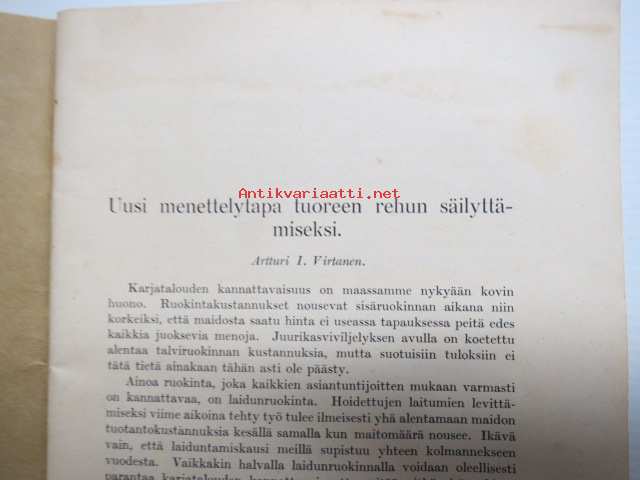 Antikvariaatti.net
Uusi menettelytapa tuoreen rehun säilyttä-
miseksi.
Artturi I. Virtanen.
Karjatalouden kannattavaisuus on maassamme nykyään kovin
huono. Ruokintakustannukset nousevat sisäruokinnan aikana niin
korkeiksi, että maidosta saatu hinta ei useassa tapauksessa peitä edes
kaikkia juoksevia menoja. Juurikasviviljelyksen avulla on koetettu
alentaa talviruokinnan kustannuksia, mutta suotuisiin tuloksiin ei
tätä tietä ainakaan tähän asti ole päästy.
Ainoa ruokinta, joka kaikkien asiantuntijoitten mukaan varmasti
on kannattavaa, on laidunruokinta. Hoidettujen laitumien levittä-
miseksi viime aikoina tehty työ tulee ilmeisesti yhä alentamaan maidon
tuotantokustannuksia kesällä samalla kun maitomäärä nousee. Ikävä
vain, että laiduntamiskausi meillä supistuu yhteen kolmannekseen
vuodesta. Vaikkakin halvalla laidunruokinnalla voidaan oleellisesti
parantaa karjatalouden